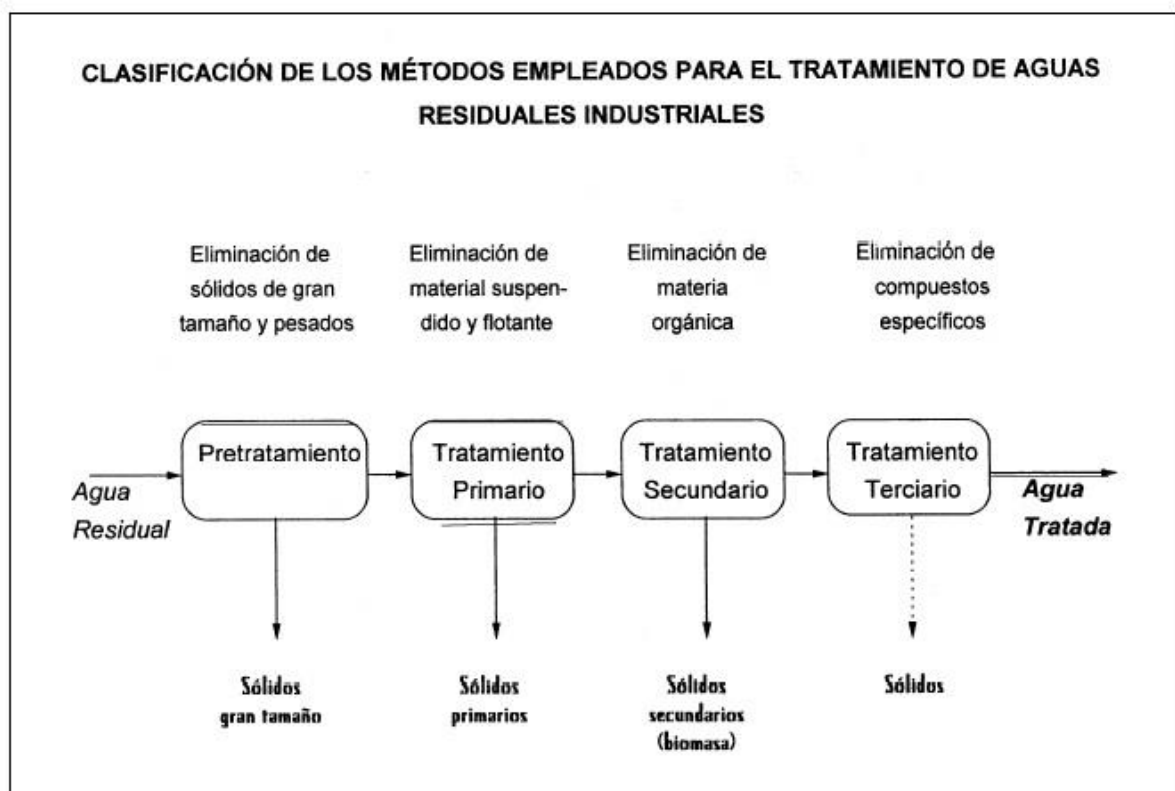 CLASIFICACIÓN DE LOS MÉTODOS EMPLEADOS PARA EL TRATAMIENTO DE AGUAS
RESIDUALES INDUSTRIALES
Eliminación de
sólidos de gran
tamaño y pesados
Eliminación de
material suspen-
dido y flotante
Eliminación de
materia
orgánica
Eliminación de
compuestos
específicos
Agua
Residual
Pretratamiento
Tratamiento
Primario
Tratamiento
Secundario
Tratamiento
Terciario
Agua
Tratada
Sólidos
gran tamaño
Sólidos
primarios
Sólidos
secundarios
(biomasa)
Sólidos